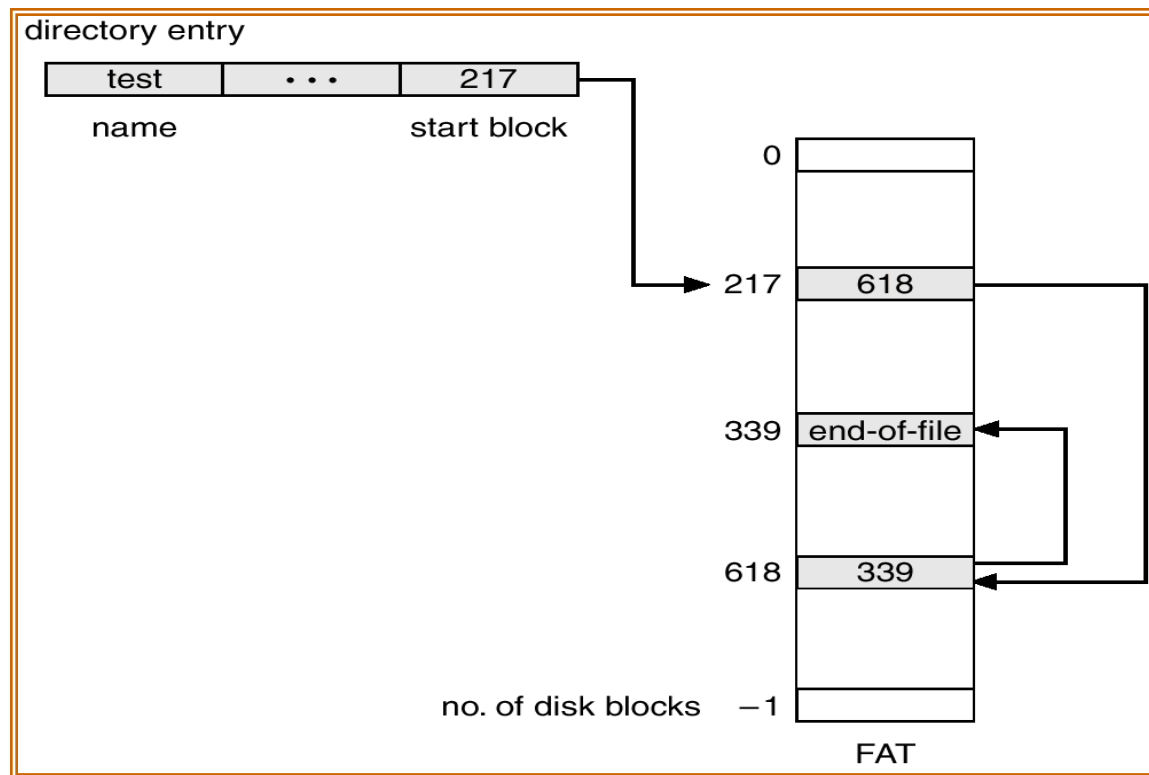 directory entry
test ••• 217
name start block
0
217 618
339 end-of-file
618 339
no. of disk blocks –1
FAT